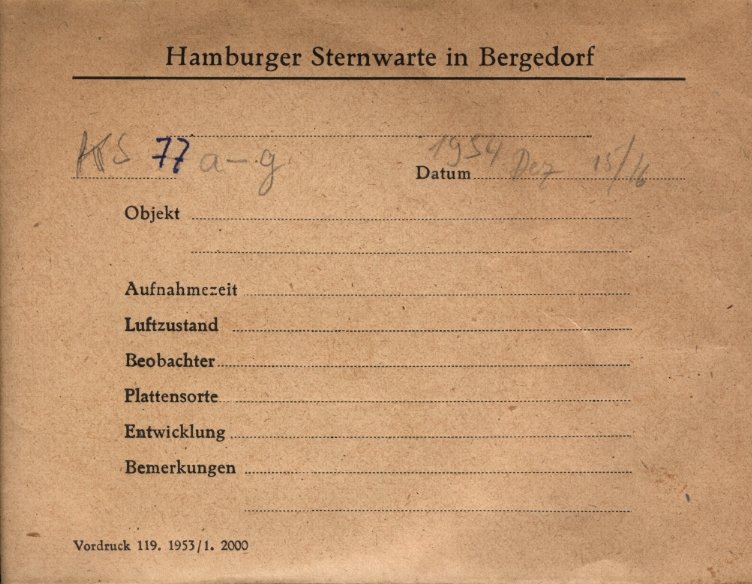 Hamburger Sternwarte in Bergedorf
77 a–g. Datum 1954 Dez 15/16
Objekt
Aufnahmezeit
Luftzustand
Beobachter
Plattensorte
Entwicklung
Bemerkungen
Vordruck 119. 1953/1. 2000